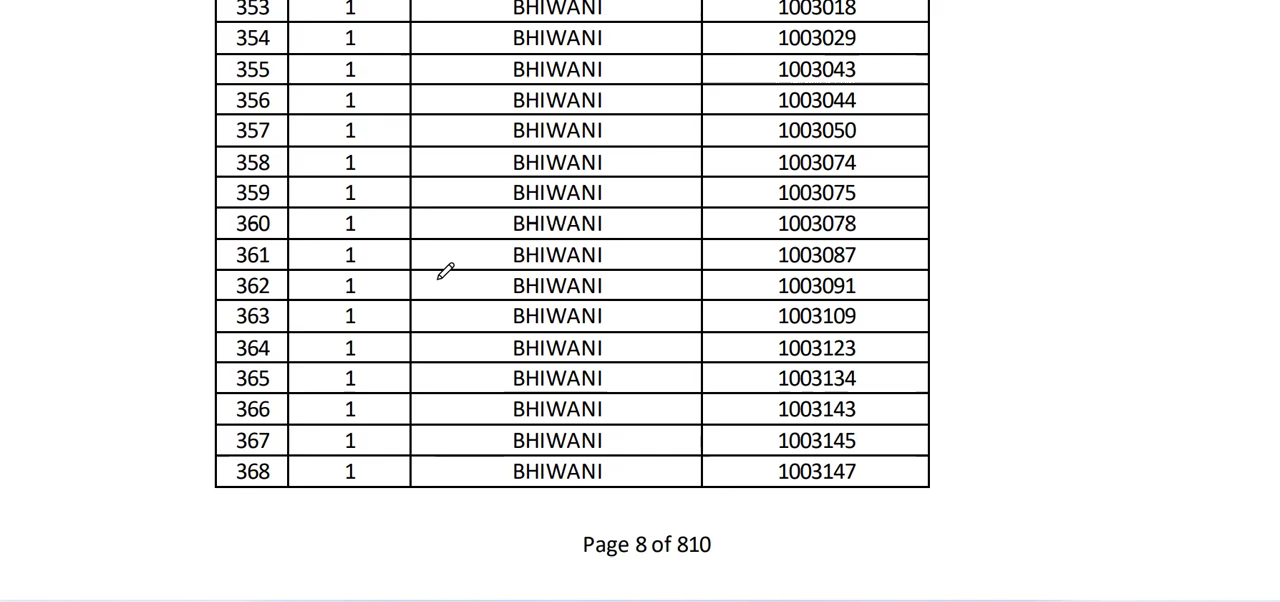 353 1 BHIWANI 1003018
354 1 BHIWANI 1003029
355 1 BHIWANI 1003043
356 1 BHIWANI 1003044
357 1 BHIWANI 1003050
358 1 BHIWANI 1003074
359 1 BHIWANI 1003075
360 1 BHIWANI 1003078
361 1 BHIWANI 1003087
362 1 BHIWANI 1003091
363 1 BHIWANI 1003109
364 1 BHIWANI 1003123
365 1 BHIWANI 1003134
366 1 BHIWANI 1003143
367 1 BHIWANI 1003145
368 1 BHIWANI 1003147
Page 8 of 810